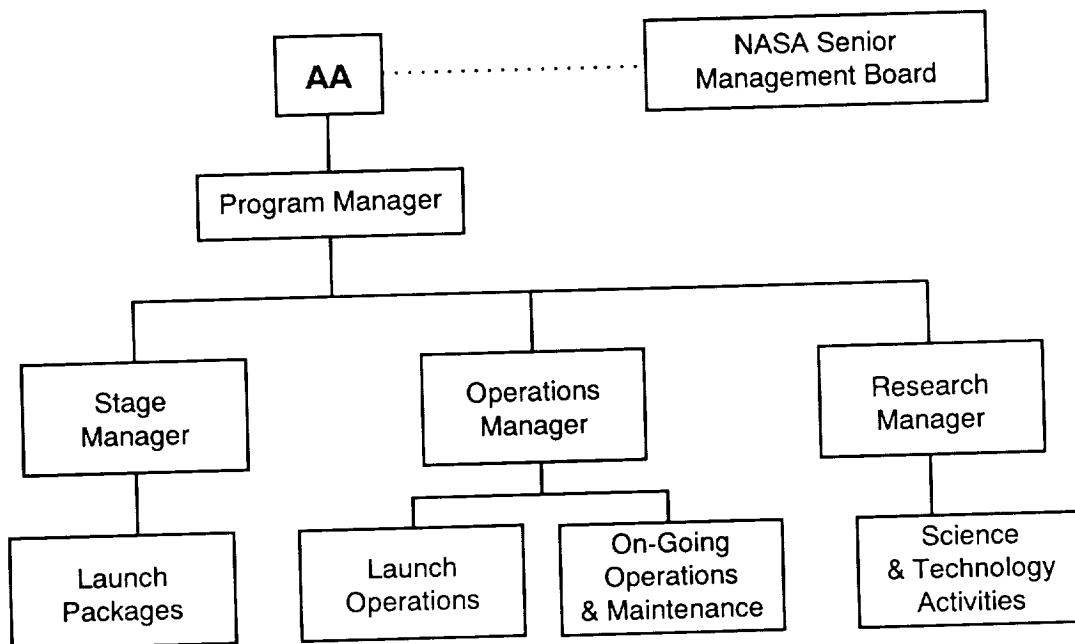 AA
NASA Senior
Management Board
Program Manager
Stage
Manager
Operations
Manager
Research
Manager
Launch
Packages
Launch
Operations
On-Going
Operations
& Maintenance
Science
& Technology
Activities